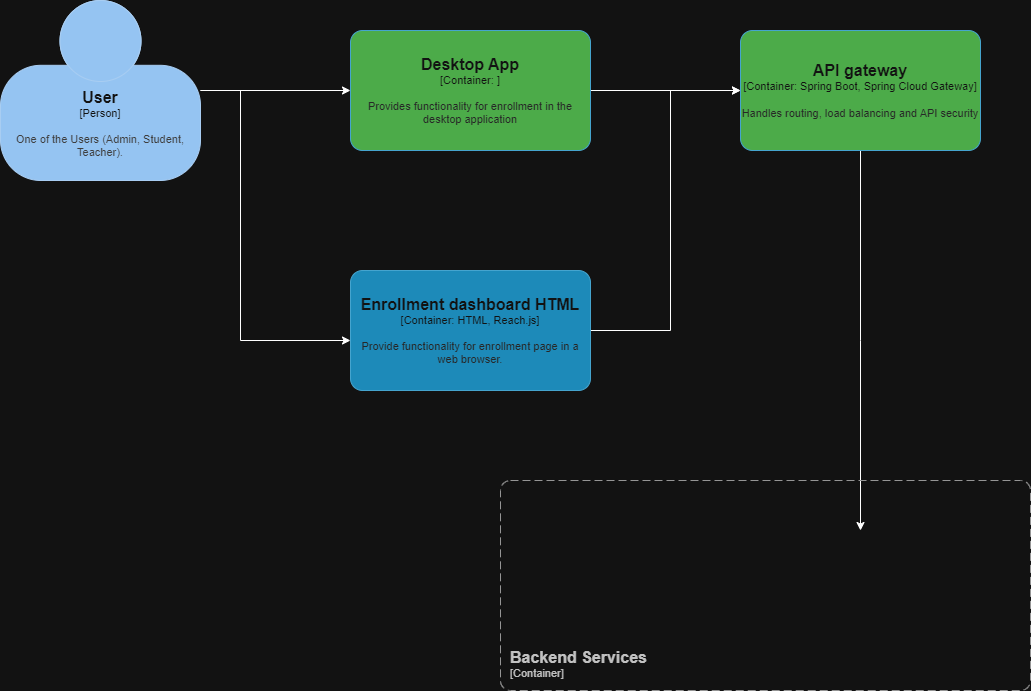 User
[Person]
One of the Users (Admin, Student,
Teacher).
Desktop App
[Container: ]
Provides functionality for enrollment in the
desktop application
API gateway
[Container: Spring Boot, Spring Cloud Gateway]
Handles routing, load balancing and API security
Enrollment dashboard HTML
[Container: HTML, Reach.js]
Provide functionality for enrollment page in a
web browser.
Backend Services
[Container]